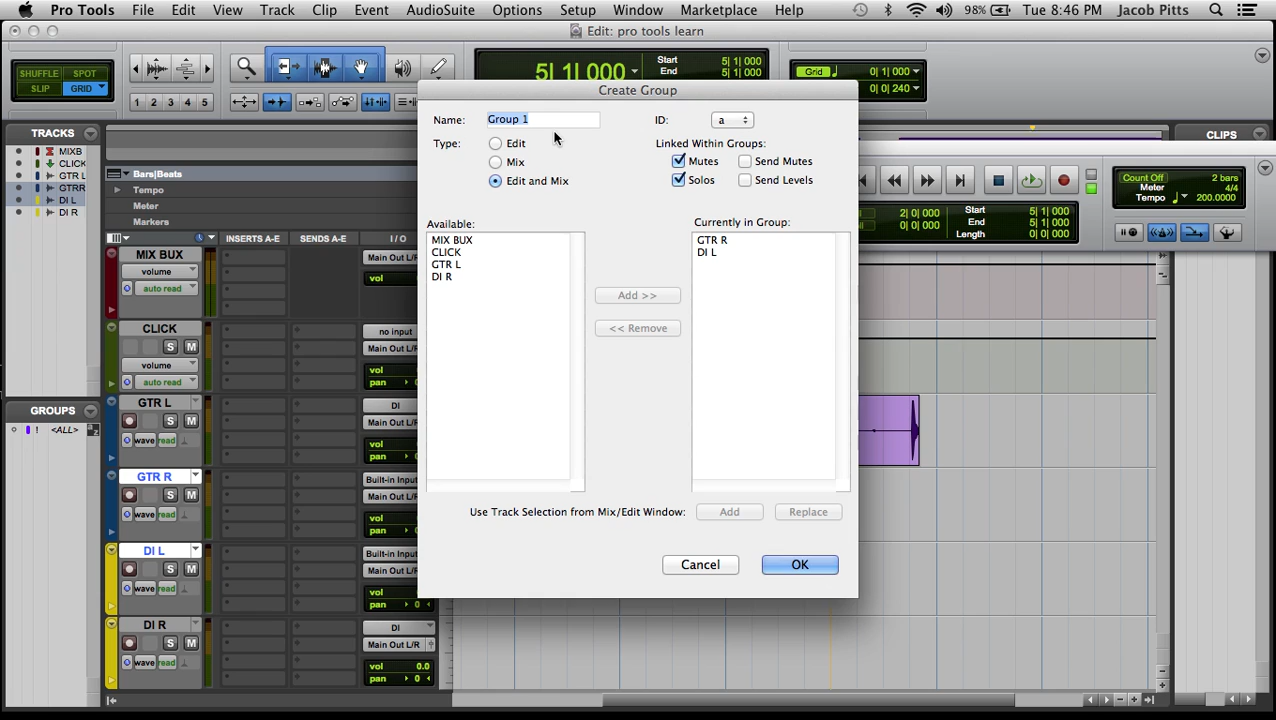 Pro Tools File Edit View Track Clip Event AudioSuite Options Setup Window Marketplace Help 98% Tue 8:46 PM Jacob Pitts
Edit: pro tools learn
SHUFFLE SPOT
SLIP GRID
1 2 3 4 5
5| 1| 000
Start 5| 1| 000
End 5| 1| 000
Grid 0| 1| 000
0| 0| 240
Create Group
Name: Group 1 ID: a
Type: Edit
Mix
Edit and Mix
Linked Within Groups:
Mutes Send Mutes
Solos Send Levels
Available:
MIX BUX
CLICK
GTR L
DI R
Currently in Group:
GTR R
DI L
Add >>
<< Remove
Use Track Selection from Mix/Edit Window: Add Replace
Cancel OK
TRACKS
MIXB
CLICK
GTR L
GTRR
DI L
DI R
GROUPS
! <ALL>
CLIPS
Bars|Beats
Tempo
Meter
Markers
INSERTS A-E SENDS A-E I / O
MIX BUX
volume
auto read
Main Out L/R
vol
CLICK
S M
volume
auto read
no input
Main Out L/R
vol
pan
GTR L
S M
wave read
DI
Main Out L/R
vol
pan
GTR R
S M
wave read
Built-in Input
Main Out L/R
vol
pan
DI L
S M
wave read
Built-in Input
Main Out L/R
vol
pan 0
DI R
S M
wave read
DI
Main Out L/R
vol 0.0
pan 0
2| 0| 000
0| 0| 000
Start 5| 1| 000
End 5| 1| 000
Count Off 2 bars
Meter 4/4
Tempo 200.0000